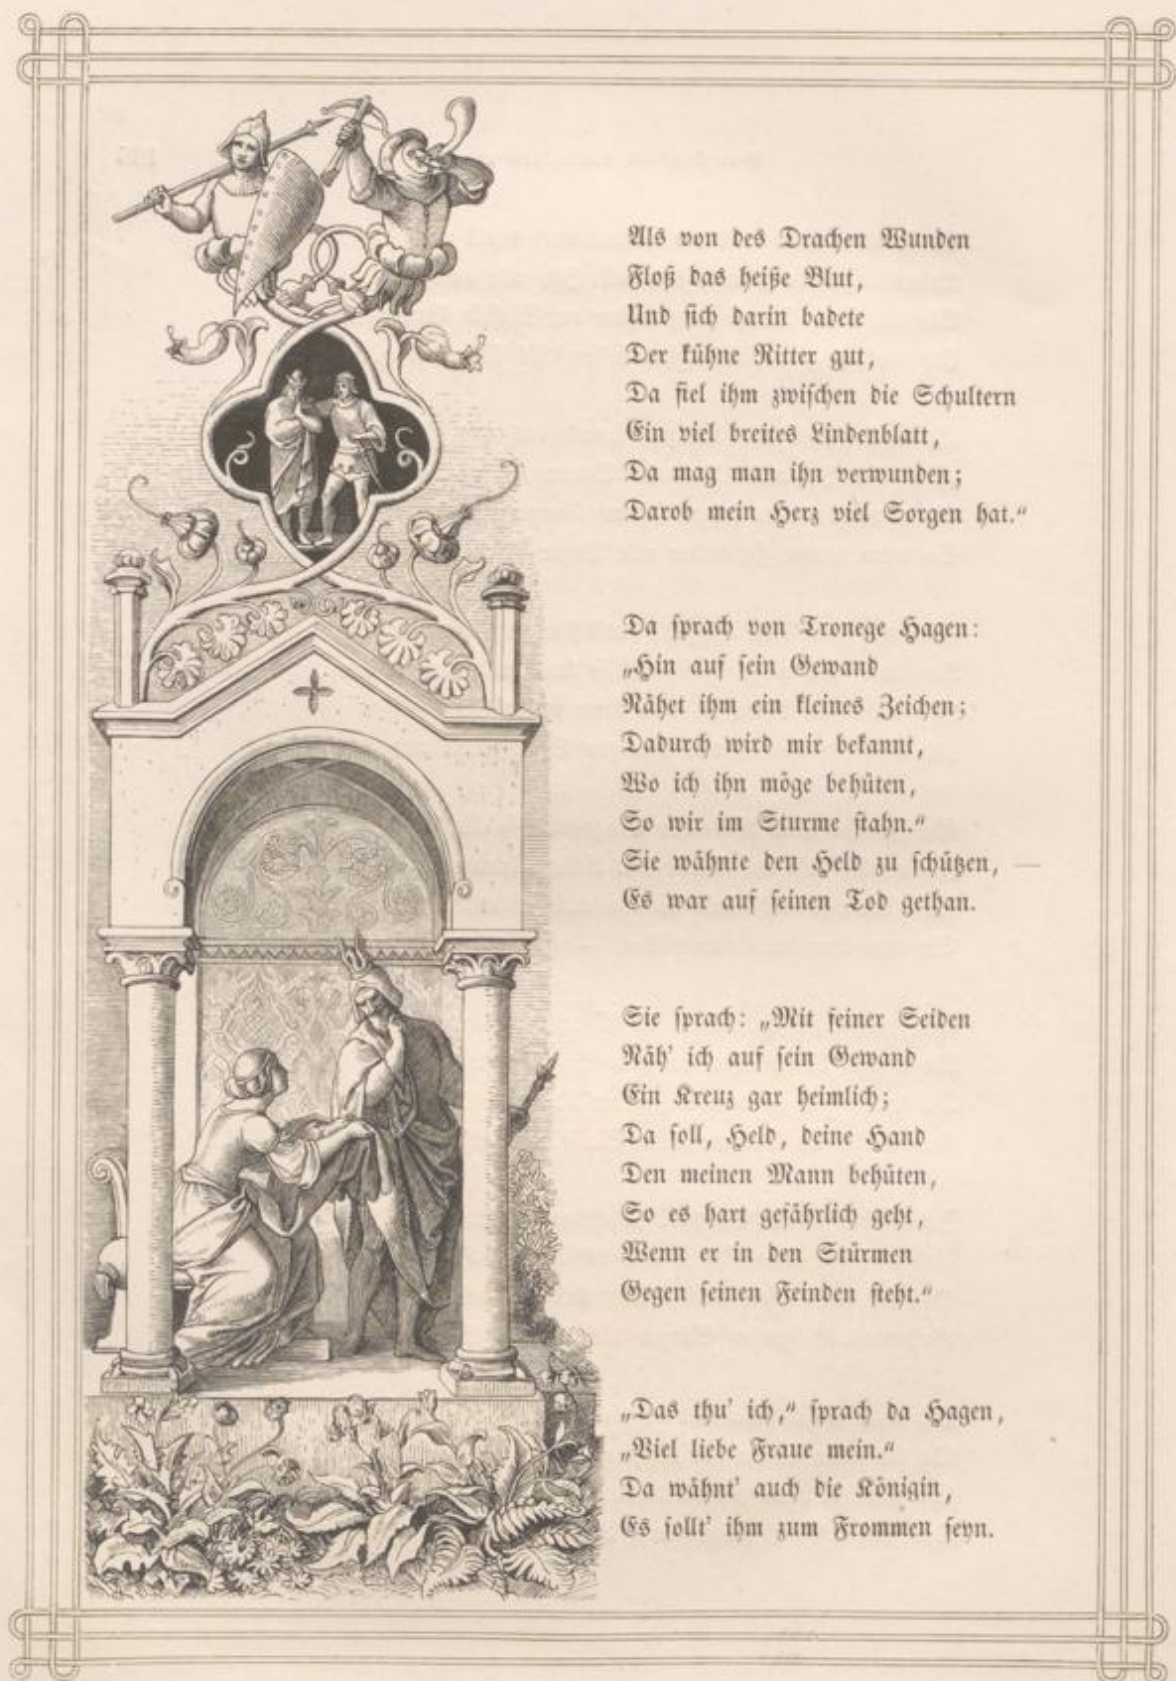 Als von des Drachen Wunden
Floß das heiße Blut,
Und sich darin badete
Der kühne Ritter gut,
Da fiel ihm zwischen die Schultern
Ein viel breites Lindenblatt,
Da mag man ihn verwunden;
Darob mein Herz viel Sorgen hat.“
Da sprach von Tronege Hagen:
„Hin auf sein Gewand
Nähet ihm ein kleines Zeichen;
Dadurch wird mir bekannt,
Wo ich ihn möge behüten,
So wir im Sturme stahn.“
Sie wähnte den Held zu schützen, —
Es war auf seinen Tod gethan.
Sie sprach: „Mit feiner Seiden
Näh' ich auf sein Gewand
Ein Kreuz gar heimlich;
Da soll, Held, deine Hand
Den meinen Mann behüten,
So es hart gefährlich geht,
Wenn er in den Stürmen
Gegen seinen Feinden steht.“
„Das thu' ich,“ sprach da Hagen,
„Viel liebe Fraue mein.“
Da wähnt' auch die Königin,
Es sollt' ihm zum Frommen seyn.